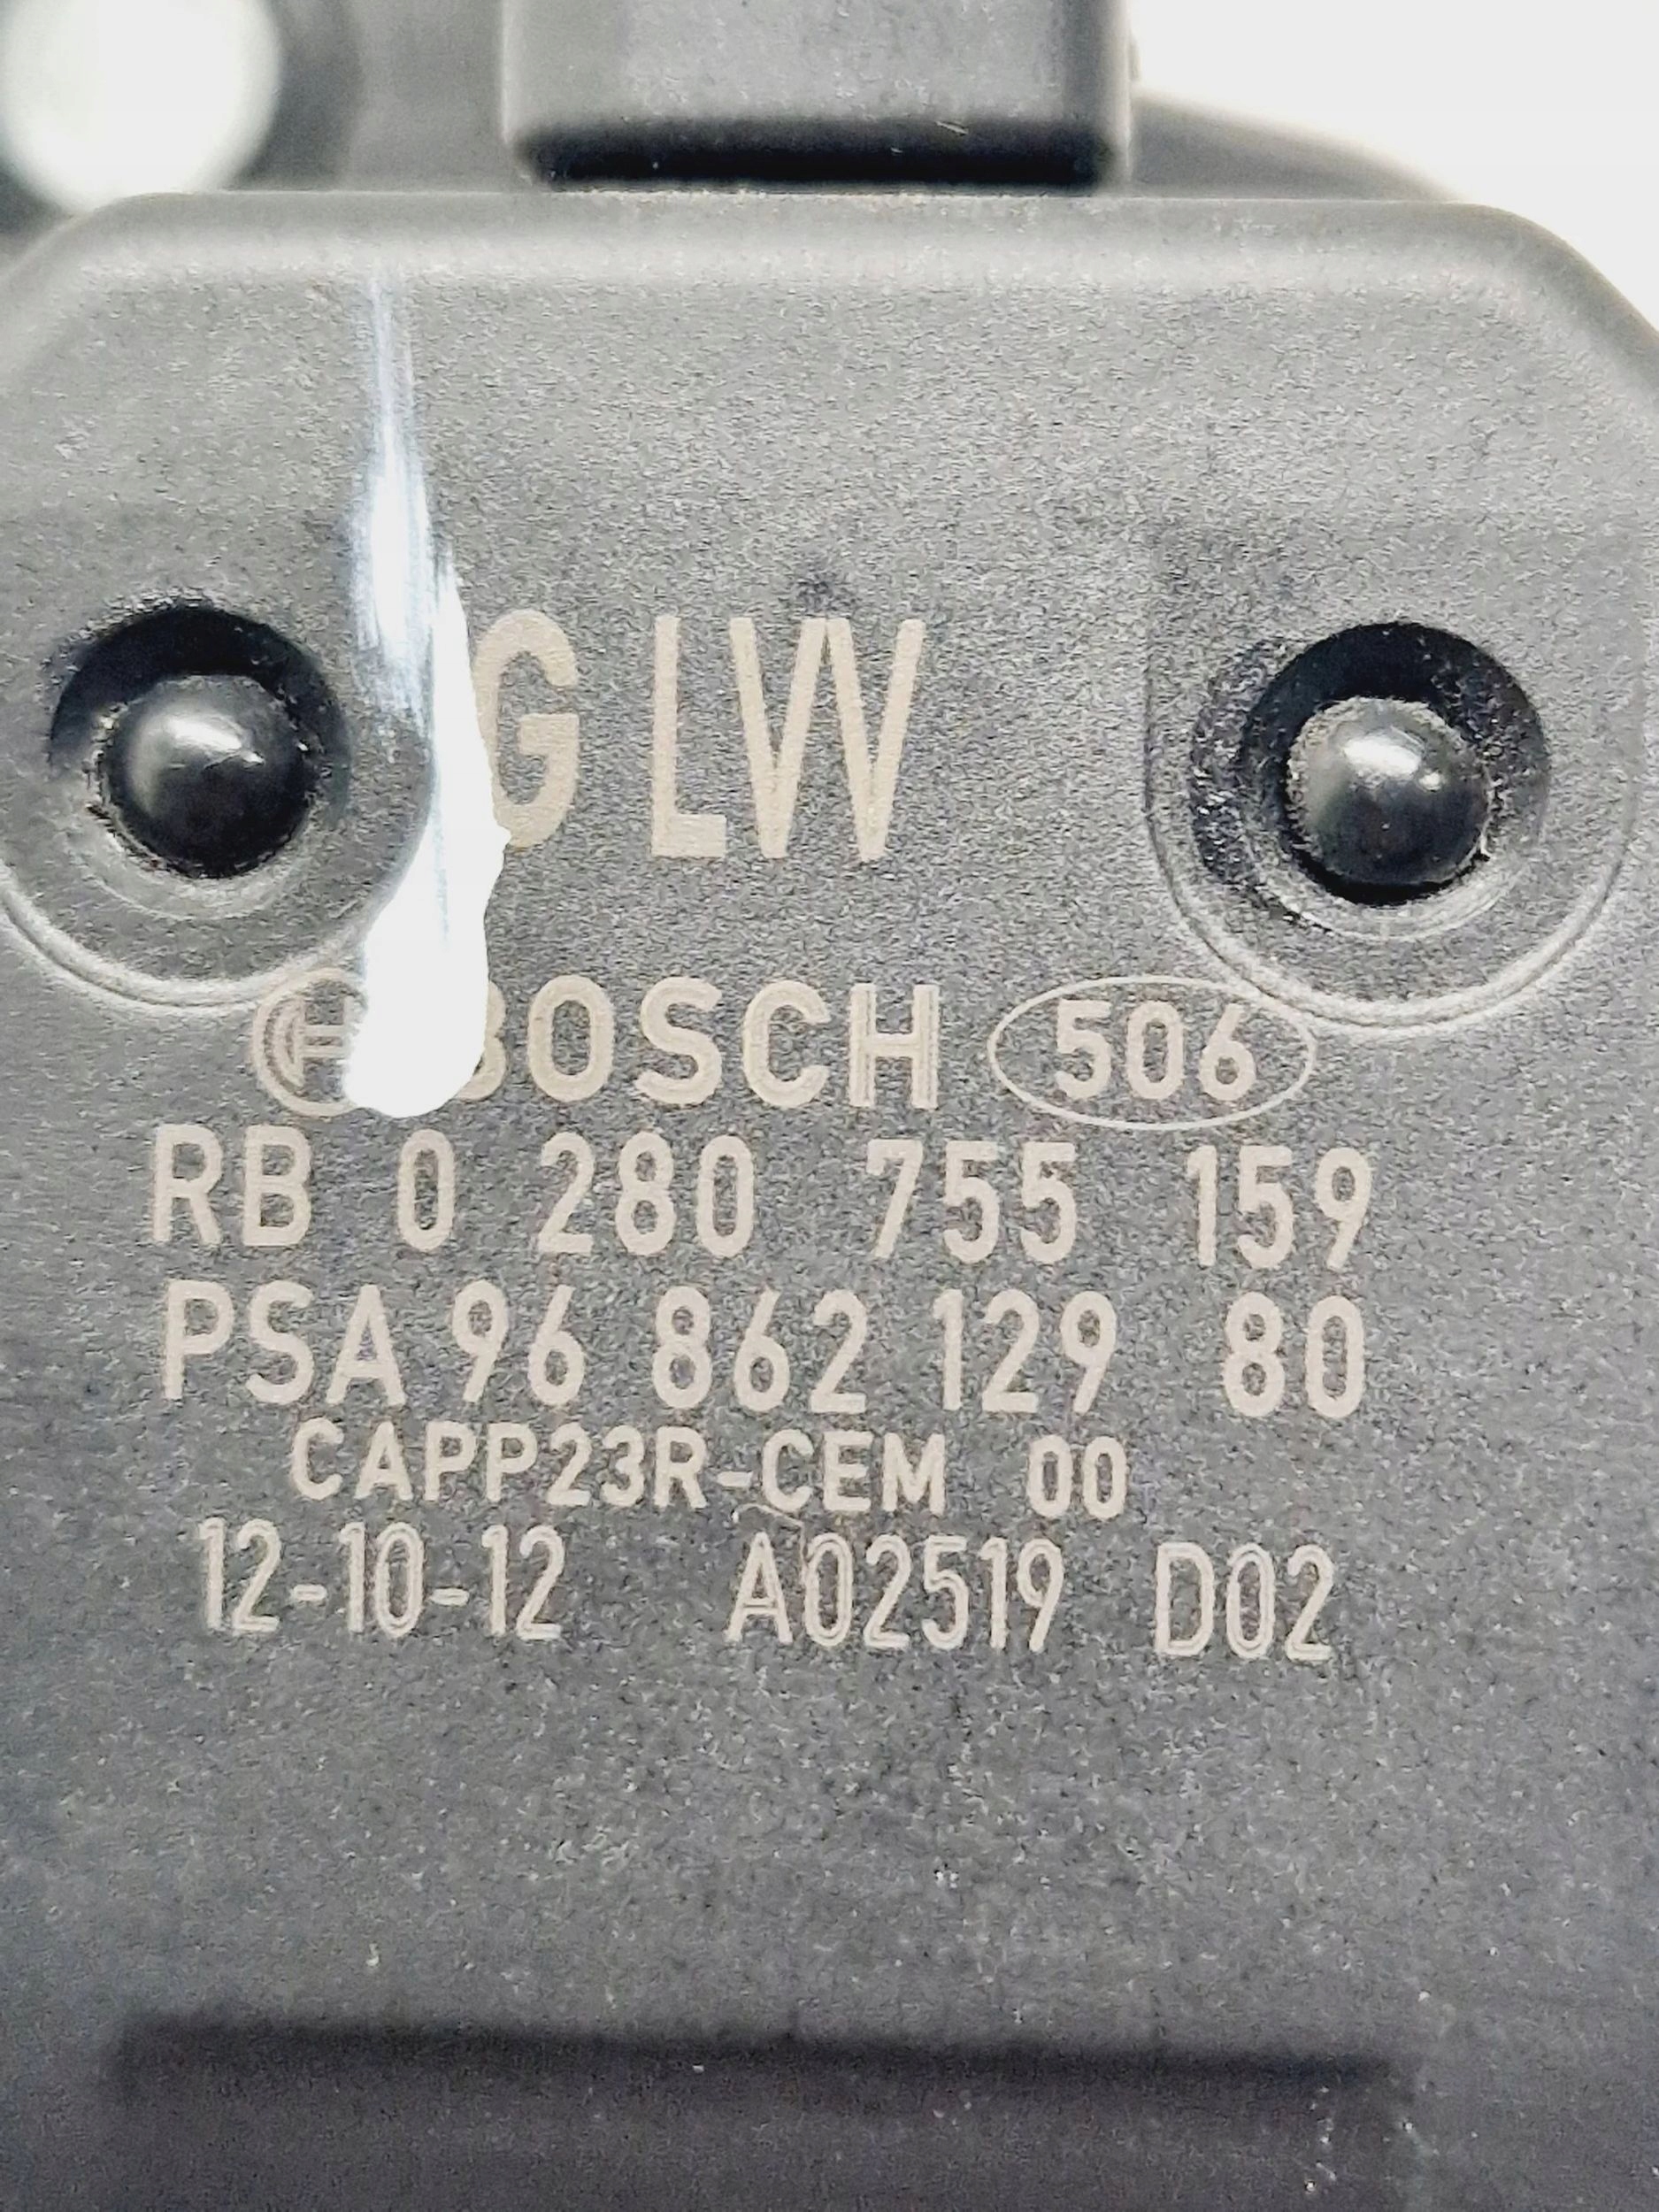 G LW
BOSCH 506
RB 0 280 755 159
PSA 96 862 129 80
CAPP23R-CEM 00
12-10-12 A02519 D02